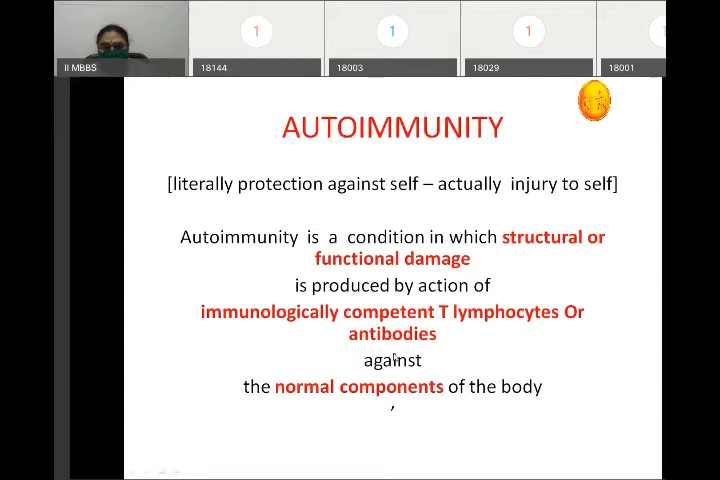 1
1
1
1
II MBBS
18144
18003
18029
18001
AUTOIMMUNITY
[literally protection against self – actually injury to self]
Autoimmunity is a condition in which structural or
functional damage
is produced by action of
immunologically competent T lymphocytes Or
antibodies
against
the normal components of the body
,